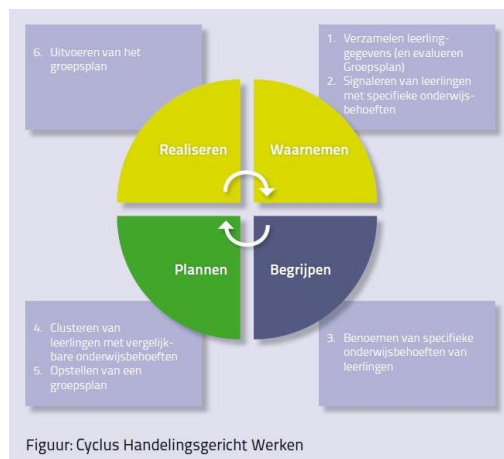 6. Uitvoeren van het
groepsplan
1. Verzamelen leerling-
gegevens (en evalueren
Groepsplan)
2. Signaleren van leerlingen
met specifieke onderwijs-
behoeften
Realiseren
Waarnemen
Plannen
Begrijpen
4. Clusteren van
leerlingen met vergelijk-
bare onderwijsbehoeften
5. Opstellen van een
groepsplan
3. Benoemen van specifieke
onderwijsbehoeften van
leerlingen
Figuur: Cyclus Handelingsgericht Werken